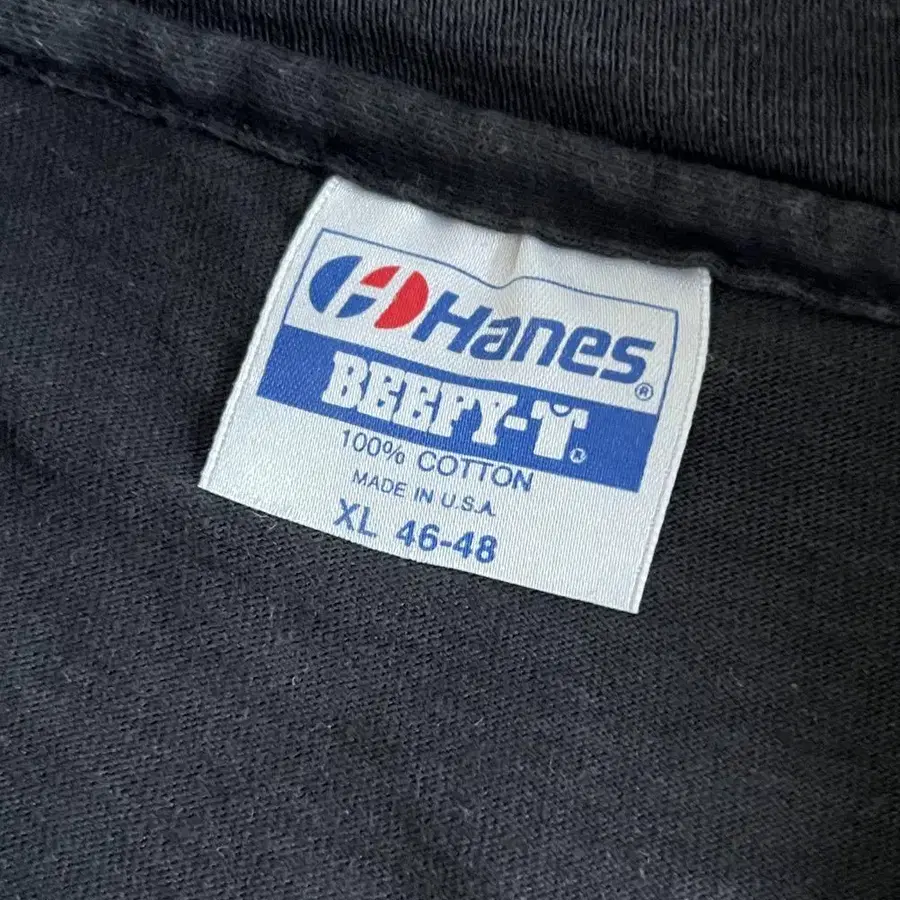 Hanes®
BEEFY-T®
100% COTTON
MADE IN U.S.A.
XL 46-48